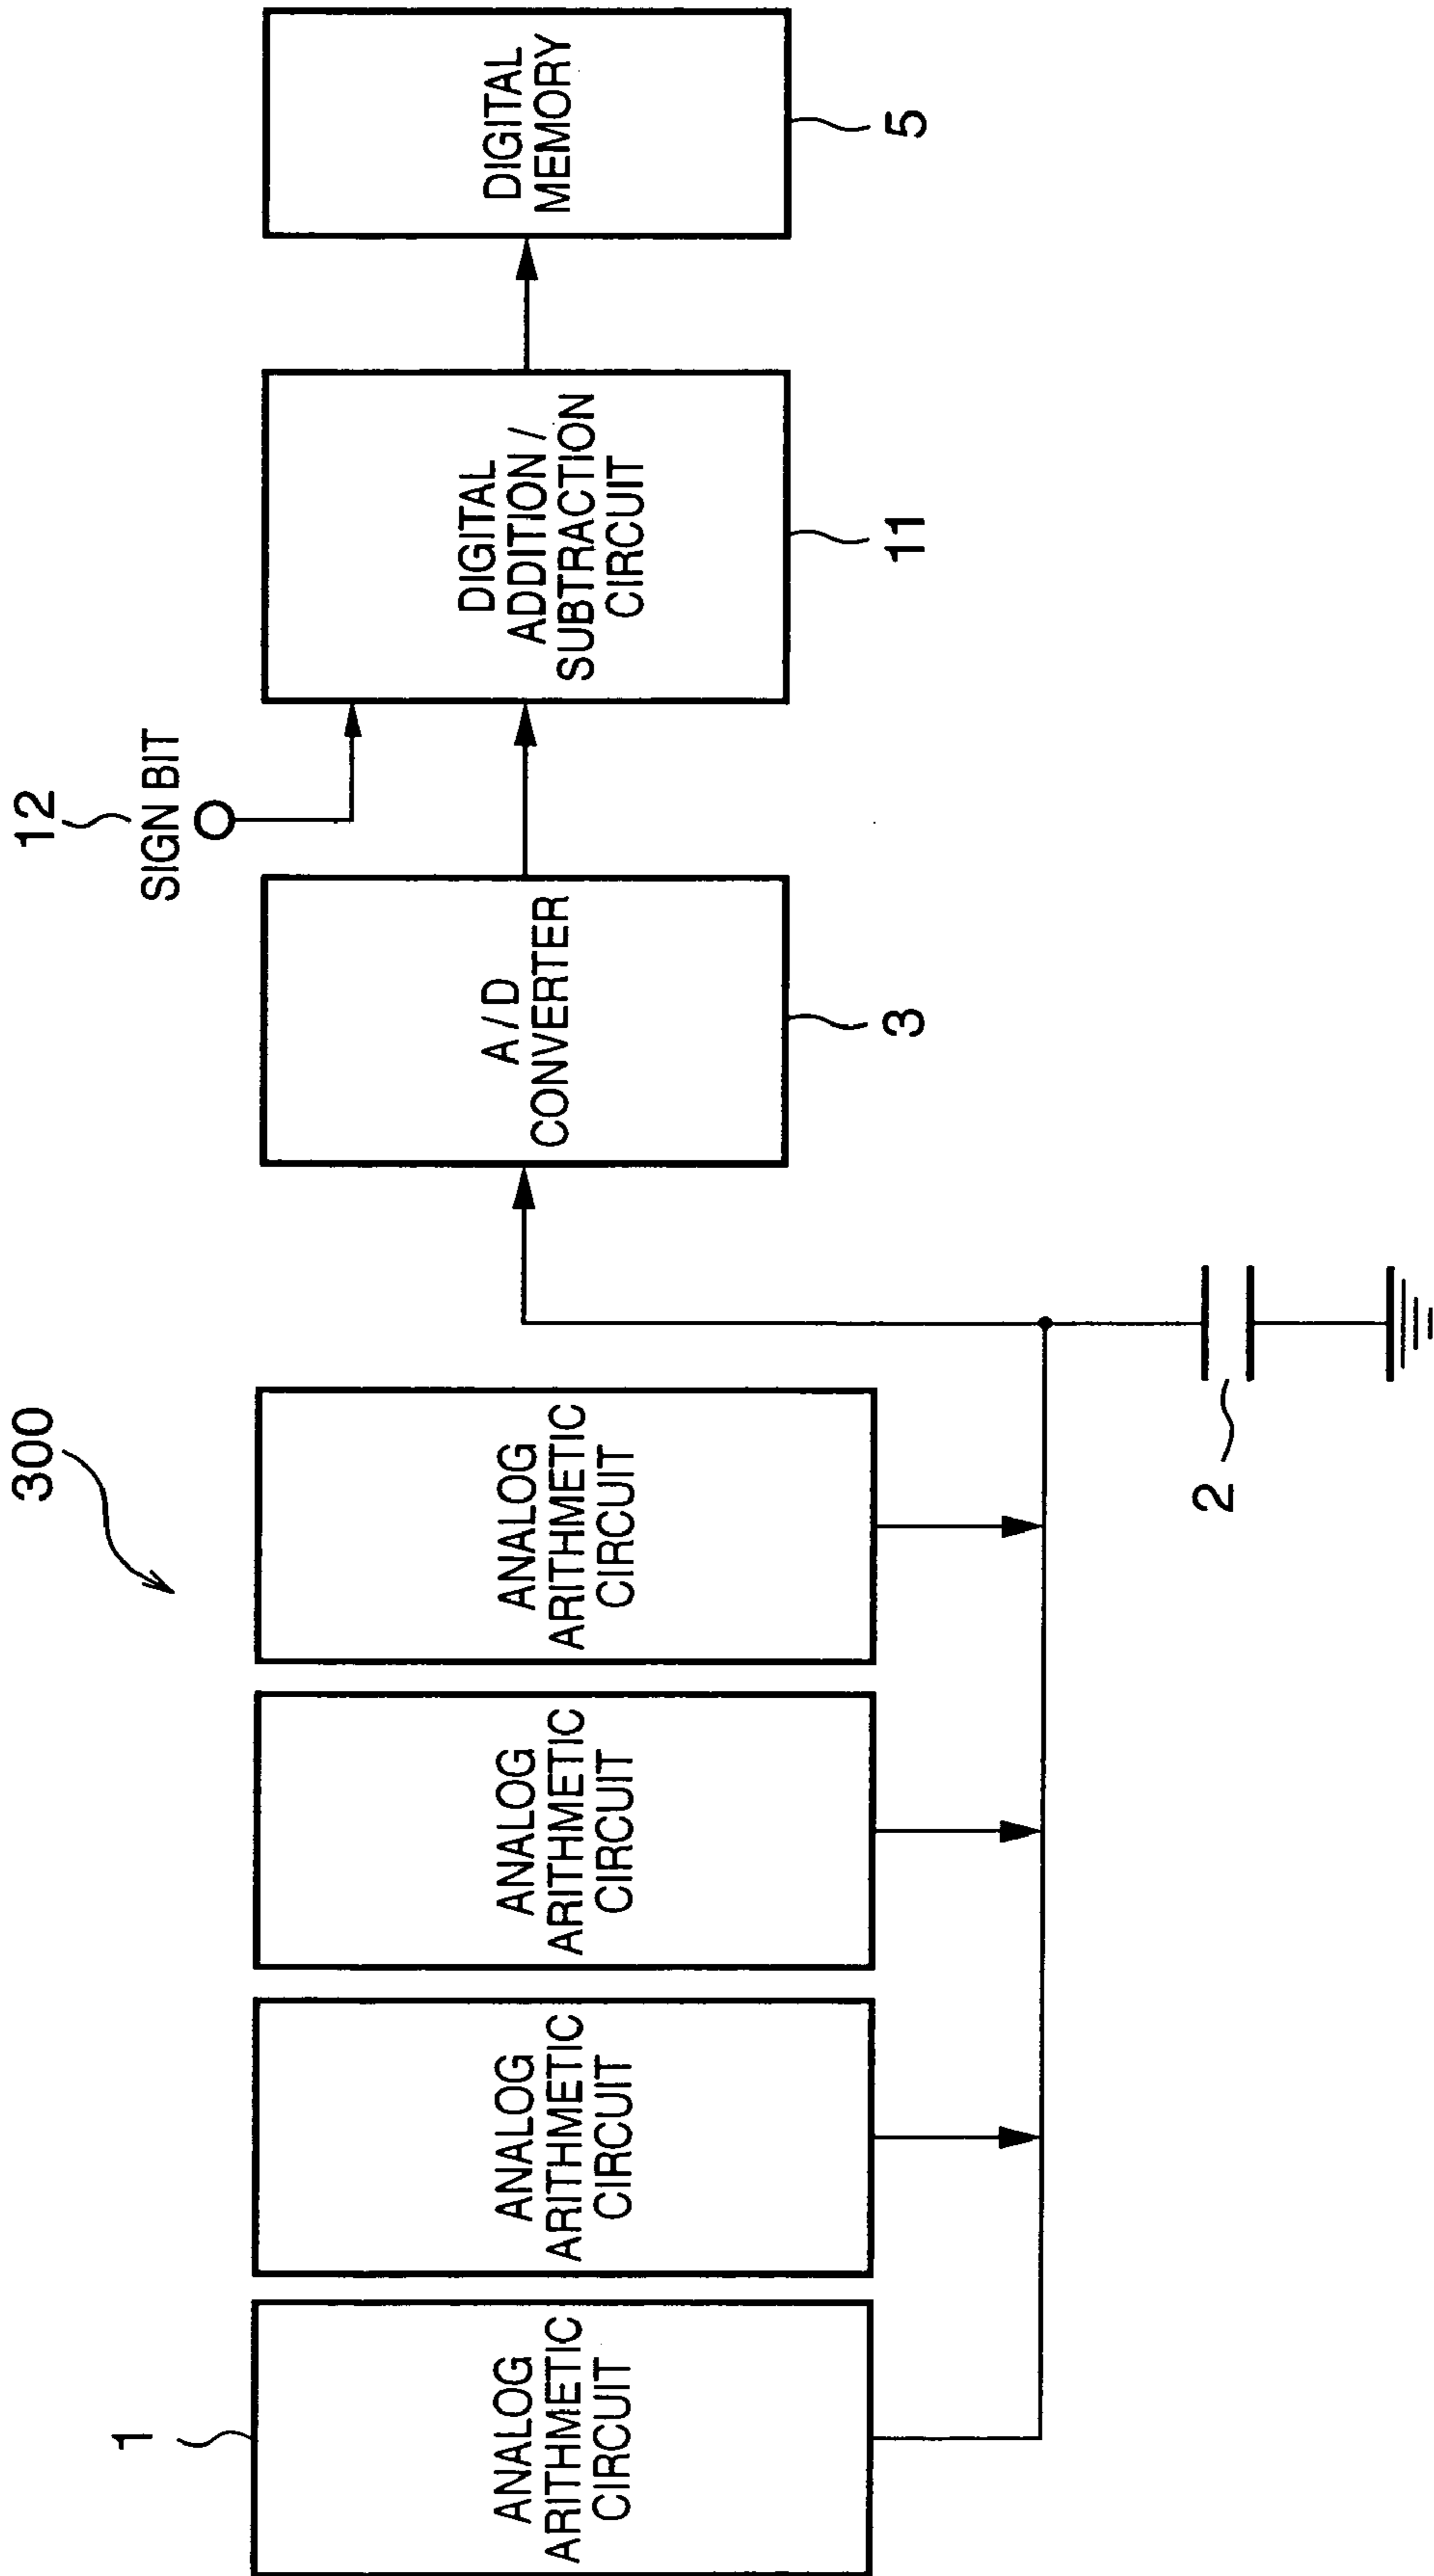 300
1
ANALOG
ARITHMETIC
CIRCUIT
ANALOG
ARITHMETIC
CIRCUIT
ANALOG
ARITHMETIC
CIRCUIT
ANALOG
ARITHMETIC
CIRCUIT
2
A/D
CONVERTER
3
12
SIGN BIT
DIGITAL
ADDITION /
SUBTRACTION
CIRCUIT
11
DIGITAL
MEMORY
5